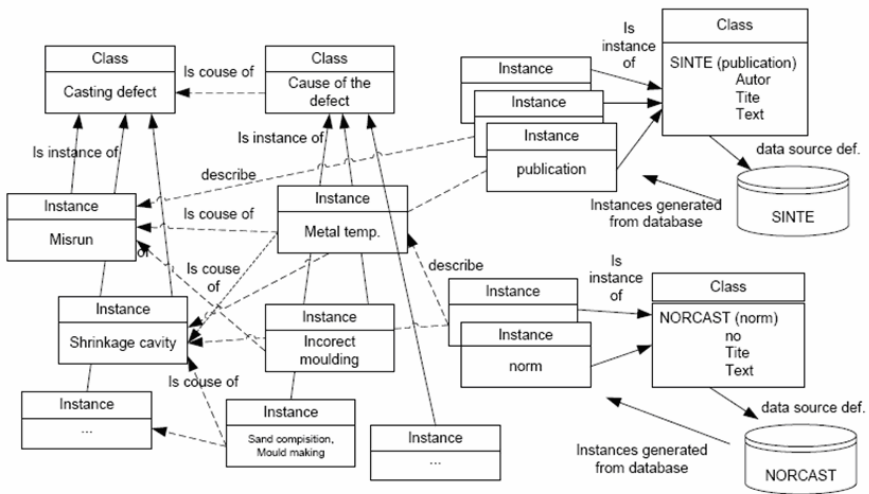 Class
Casting defect
Is couse of
Class
Cause of the
defect
Instance
Instance
Instance
publication
Is
instance
of
Class
SINTE (publication)
Autor
Tite
Text
data source def.
SINTE
Instances generated
from database
Is instance of
Is instance of
describe
Instance
Misrun
of
Is couse of
Instance
Metal temp.
Is couse
of
describe
Instance
Shrinkage cavity
Instance
Incorect
moulding
Instance
Instance
norm
Is
instance
of
Class
NORCAST (norm)
no
Tite
Text
data source def.
NORCAST
Instances generated
from database
Is couse of
Instance
...
Instance
Sand compisition,
Mould making
Instance
...